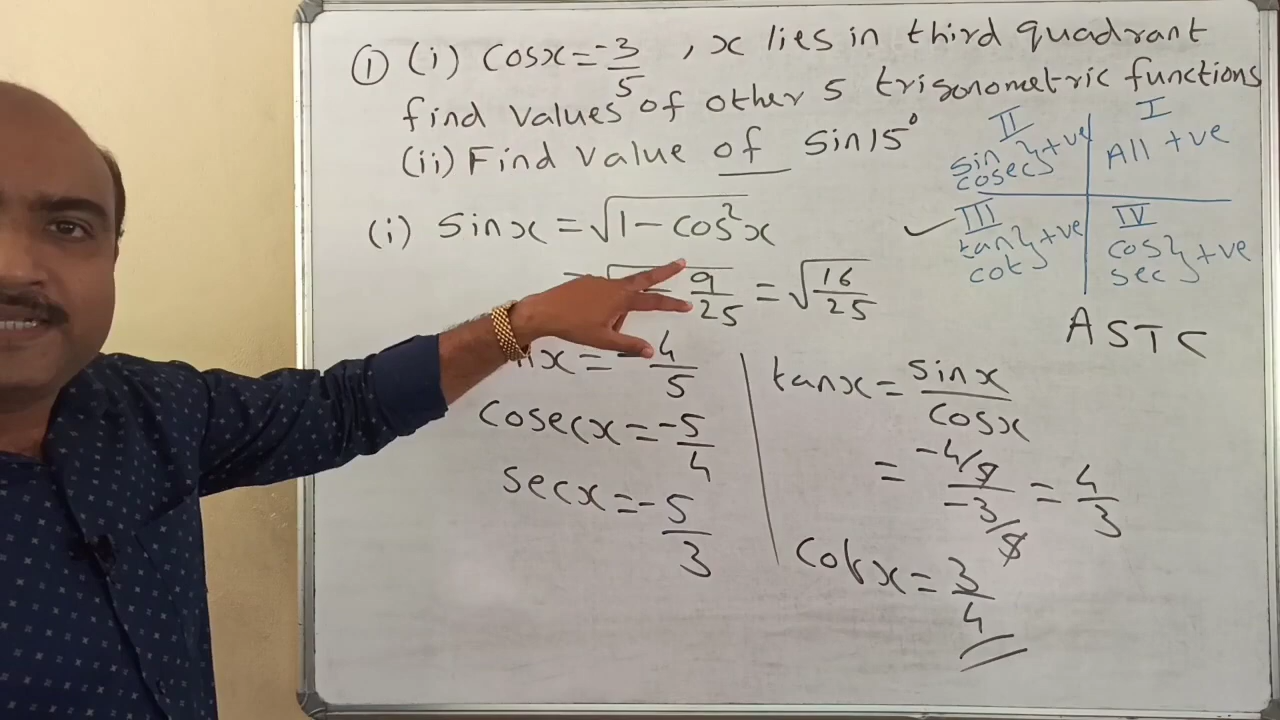 ① (i) Cosx = -3/5 , x lies in third quadrant
find values of other 5 trigonometric functions
(ii) Find value of sin15°
II
sin } +ve
cosec
I
All +ve
III
tan } +ve
cot
IV
cos } +ve
sec
ASTC
(i) sinx = √(1-cos²x)
= √ - 9/25 = √16/25
nx = -4/5
cosecx = -5/4
secx = -5/3
tanx = sinx/cosx
= -4/5 / -3/5 = 4/3
cotx = 3/4